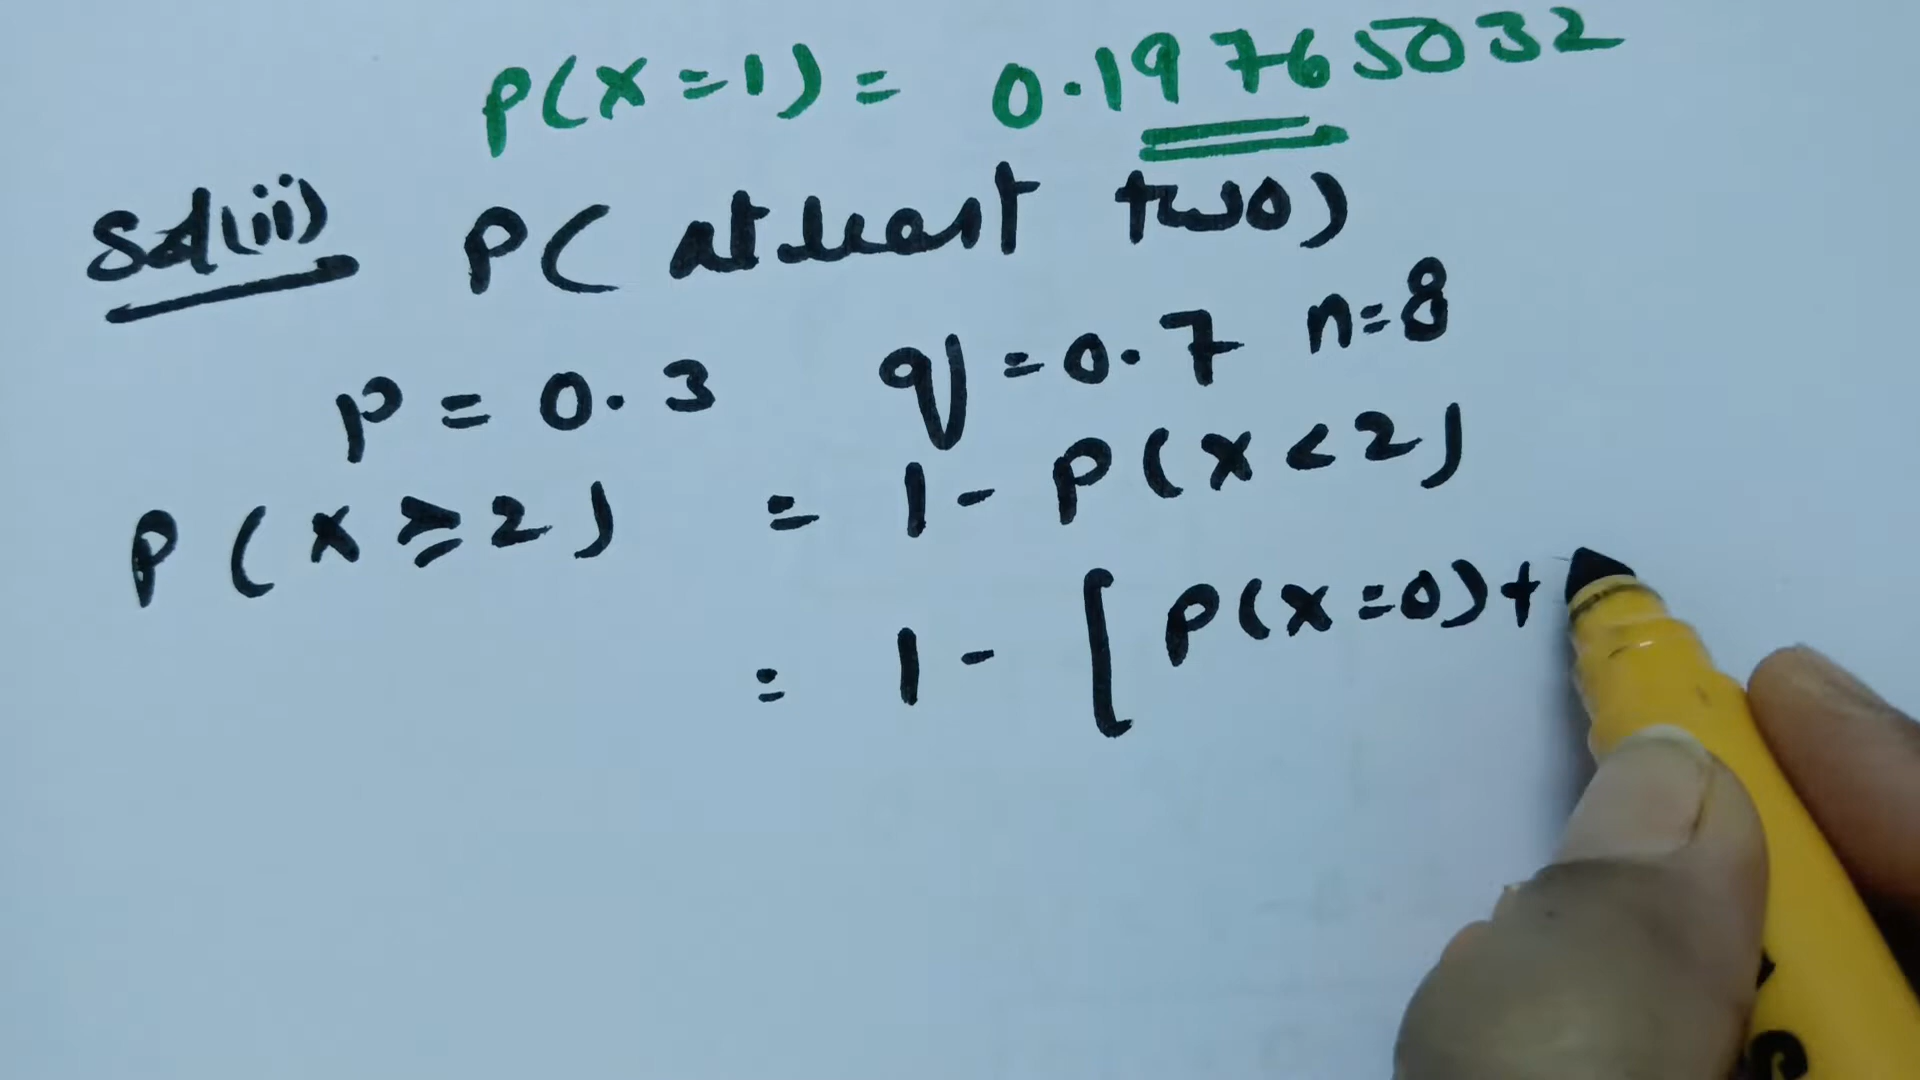 P(X=1) = 0.19765032
Sol(ii) P( atleast two)
p = 0.3 q = 0.7 n=8
P(X≥2) = 1 - P(X<2)
= 1 - [ P(X=0)+